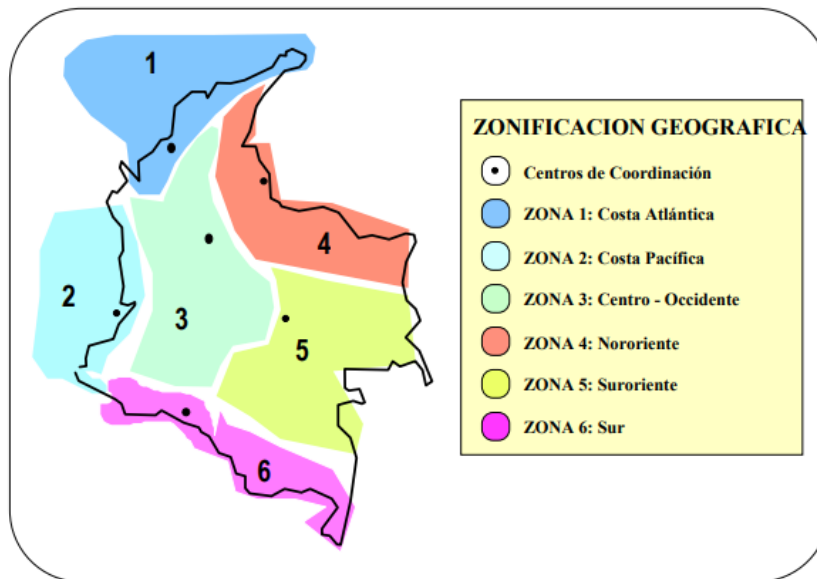 1
2
3
4
5
6
ZONIFICACION GEOGRAFICA
Centros de Coordinación
ZONA 1: Costa Atlántica
ZONA 2: Costa Pacífica
ZONA 3: Centro - Occidente
ZONA 4: Nororiente
ZONA 5: Suroriente
ZONA 6: Sur